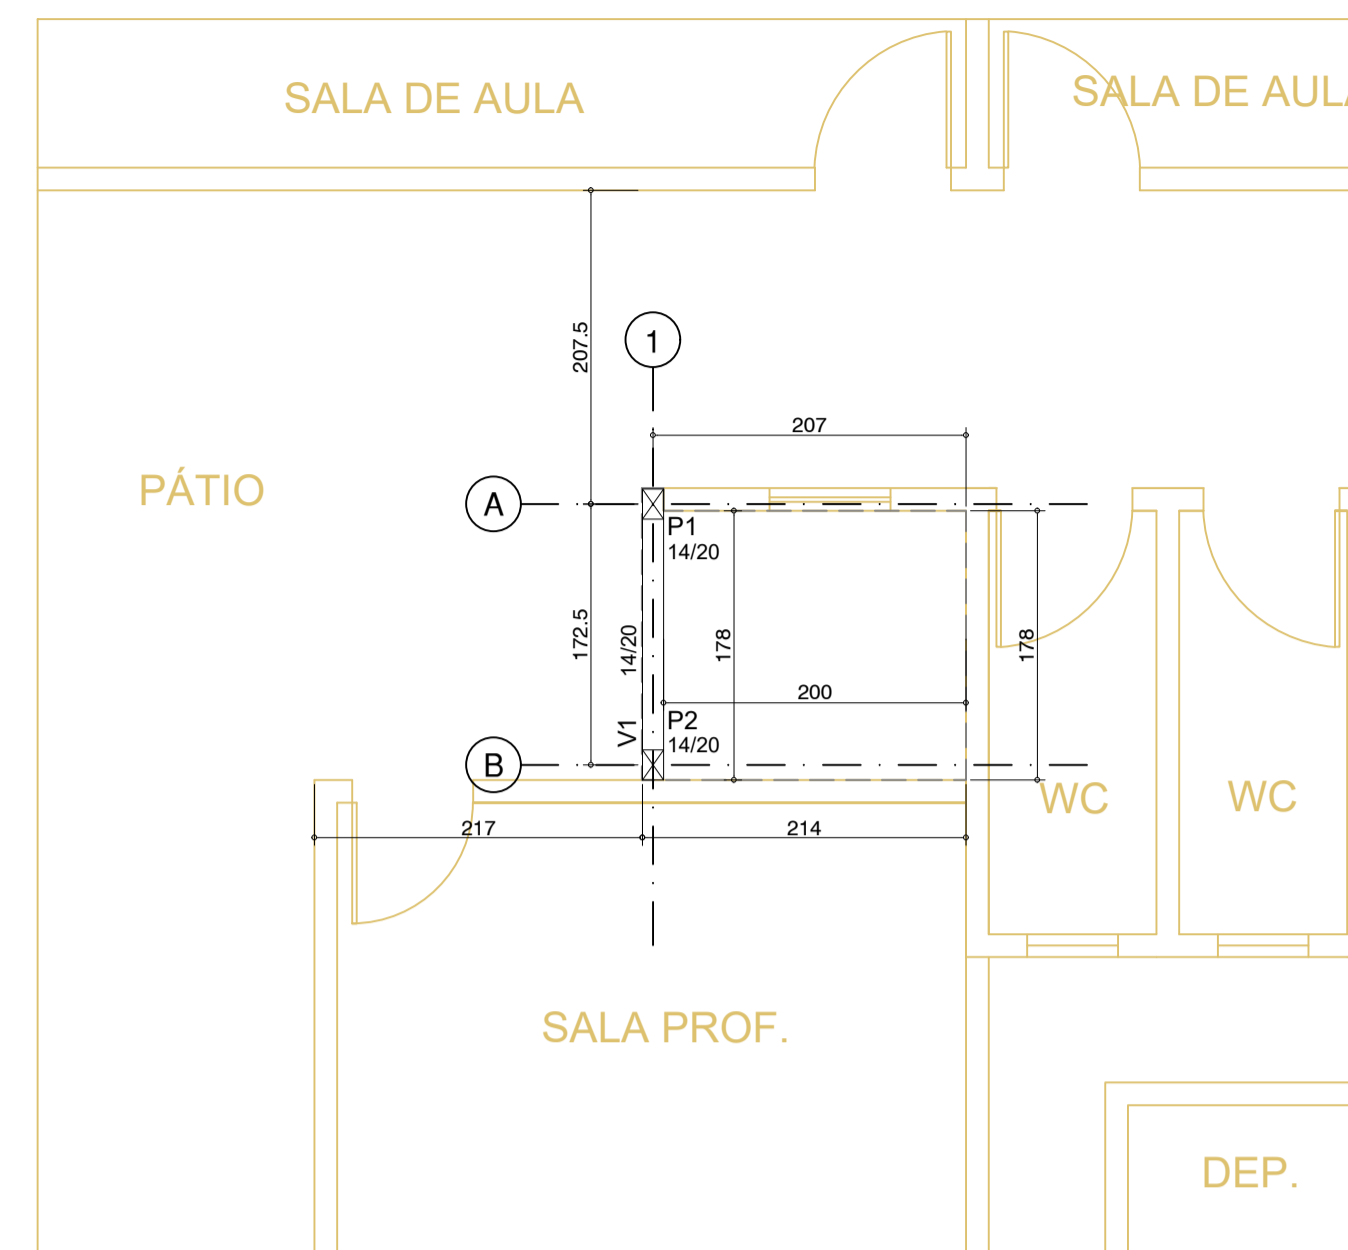 SALA DE AULA
SALA DE AUL
207.5
1
207
PÁTIO
A
P1
14/20
172.5
14/20
178
178
200
V1
P2
14/20
B
WC
WC
217
214
SALA PROF.
DEP.